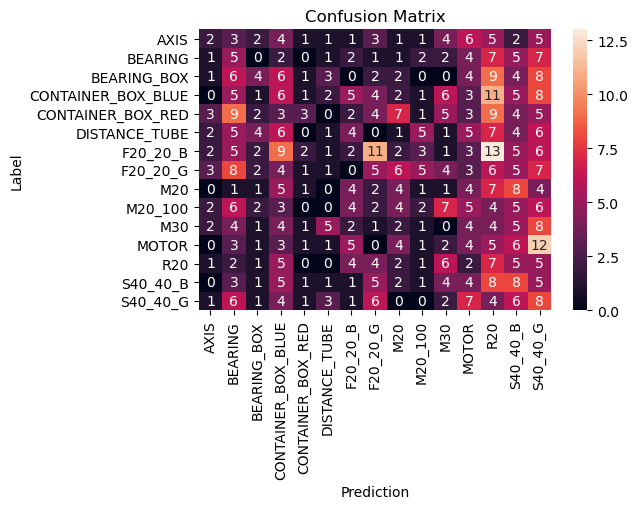 Confusion Matrix
AXIS 2 3 2 4 1 1 1 3 1 1 4 6 5 2 5
BEARING 1 5 0 2 0 1 2 1 1 2 2 4 7 5 7
BEARING_BOX 1 6 4 6 1 3 0 2 2 0 0 4 9 4 8
CONTAINER_BOX_BLUE 0 5 1 6 1 2 5 4 2 1 6 3 11 5 8
CONTAINER_BOX_RED 3 9 2 3 3 0 2 4 7 1 5 3 9 4 5
DISTANCE_TUBE 2 5 4 6 0 1 4 0 1 5 1 5 7 4 6
F20_20_B 2 5 2 9 2 1 2 11 2 3 1 3 13 5 6
F20_20_G 3 8 2 4 1 1 0 5 6 5 4 3 6 5 7
M20 0 1 1 5 1 0 4 2 4 1 1 4 7 8 4
M20_100 2 6 2 3 0 0 4 2 4 2 7 5 4 5 6
M30 2 4 1 4 1 5 2 1 2 1 0 4 4 5 8
MOTOR 0 3 1 3 1 1 5 0 4 1 2 4 5 6 12
R20 1 2 1 5 0 0 4 4 2 1 6 2 7 5 5
S40_40_B 0 3 1 5 1 1 1 5 2 1 4 4 8 8 5
S40_40_G 1 6 1 4 1 3 1 6 0 0 2 7 4 6 8
Label
AXIS
BEARING
BEARING_BOX
CONTAINER_BOX_BLUE
CONTAINER_BOX_RED
DISTANCE_TUBE
F20_20_B
F20_20_G
M20
M20_100
M30
MOTOR
R20
S40_40_B
S40_40_G
Prediction
12.5
10.0
7.5
5.0
2.5
0.0